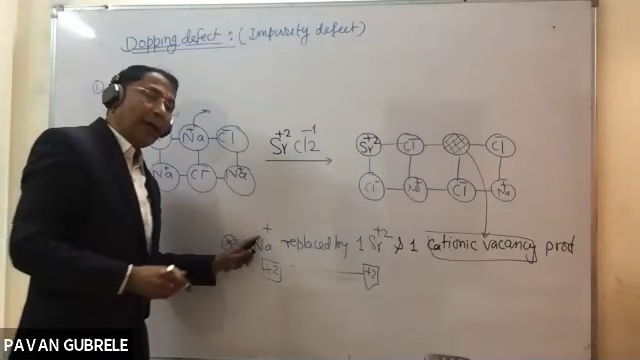 Dopping defect : ( Impurity defect)
①
Na⁺ Cl⁻
Sr⁺² Cl2⁻¹
Sr⁺² Cl⁻ Cl⁻
Na⁺ Cl⁻ Na⁺
Cl⁻ Na⁺ Cl⁻ Na⁺
Na⁺ replaced by 1 Sr⁺² 1 cationic vacancy prod
+2 +2
PAVAN GUBRELE